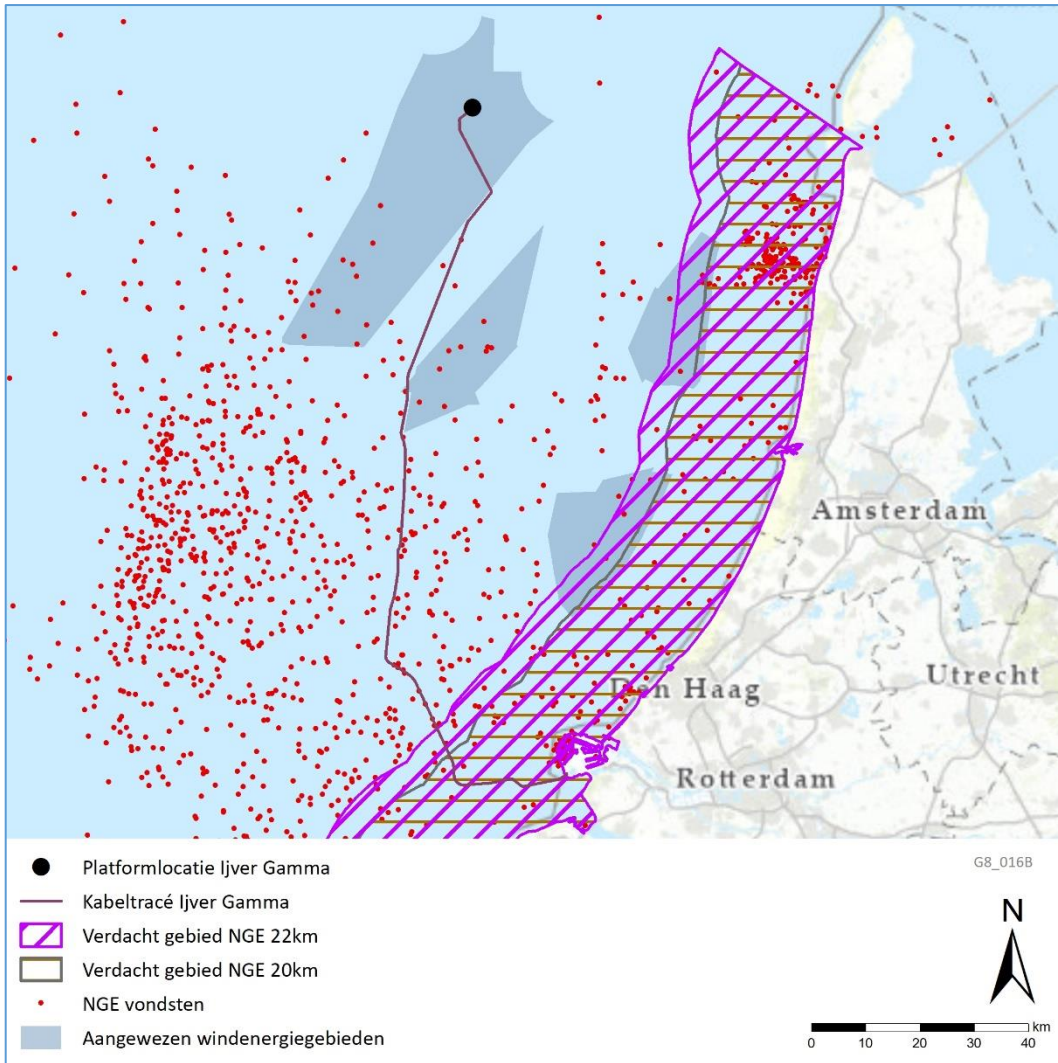 Amsterdam
Utrecht
Den Haag
Rotterdam
G8_016B
Platformlocatie Ijver Gamma
Kabeltracé Ijver Gamma
Verdacht gebied NGE 22km
Verdacht gebied NGE 20km
NGE vondsten
Aangewezen windenergiegebieden
N
km
0 10 20 30 40